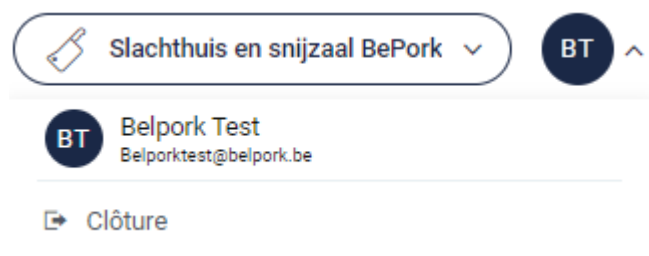 Slachthuis en snijzaal BePork
BT
BT
Belpork Test
Belporktest@belpork.be
Clôture